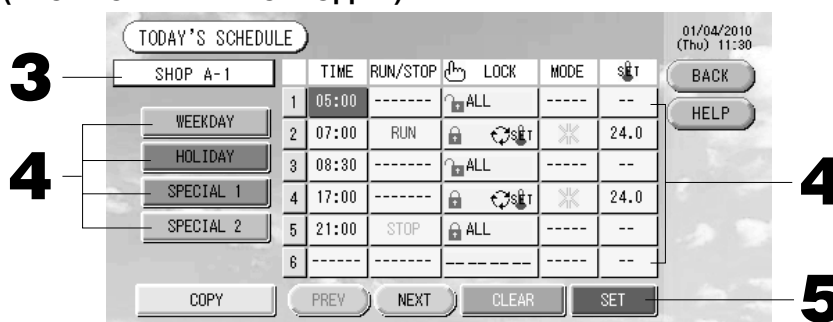 TODAY'S SCHEDULE
01/04/2010
(Thu) 11:30
3
SHOP A-1
TIME RUN/STOP LOCK MODE SET
BACK
HELP
1 05:00 ------- ALL ----- --
WEEKDAY
2 07:00 RUN SET 24.0
HOLIDAY
3 08:30 ------- ALL ----- --
4
4
SPECIAL 1
4 17:00 ------- SET 24.0
SPECIAL 2
5 21:00 STOP ALL ----- --
6 ------ ------- -------- ----- --
COPY PREV NEXT CLEAR SET
5